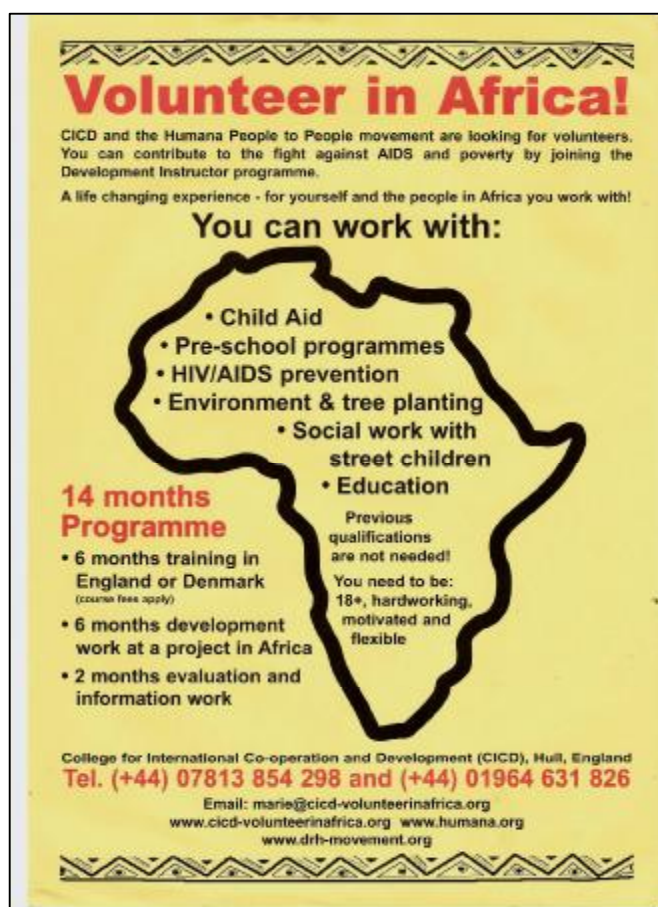 Volunteer in Africa!
CICD and the Humana People to People movement are looking for volunteers.
You can contribute to the fight against AIDS and poverty by joining the
Development Instructor programme.
A life changing experience - for yourself and the people in Africa you work with!
You can work with:
• Child Aid
• Pre-school programmes
• HIV/AIDS prevention
• Environment & tree planting
• Social work with
street children
• Education
Previous
qualifications
are not needed!
You need to be:
18+, hardworking,
motivated and
flexible
14 months
Programme
• 6 months training in
England or Denmark
(course fees apply)
• 6 months development
work at a project in Africa
• 2 months evaluation and
information work
College for International Co-operation and Development (CICD), Hull, England
Tel. (+44) 07813 854 298 and (+44) 01964 631 826
Email: marie@cicd-volunteerinafrica.org
www.cicd-volunteerinafrica.org www.humana.org
www.drh-movement.org